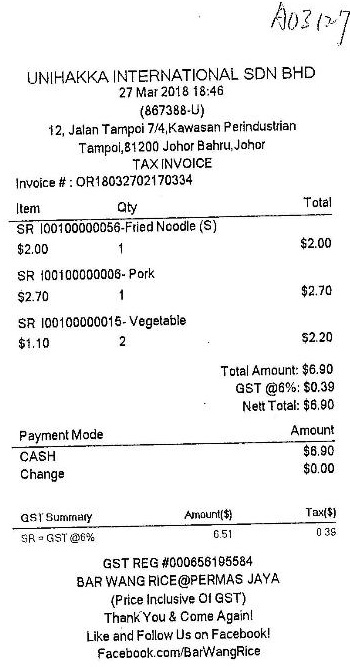 A03127
UNIHAKKA INTERNATIONAL SDN BHD
27 Mar 2018 18:46
(867388-U)
12, Jalan Tampoi 7/4,Kawasan Perindustrian
Tampoi,81200 Johor Bahru,Johor
TAX INVOICE
Invoice # : OR18032702170334
Item Qty Total
SR I00100000056-Fried Noodle (S)
$2.00 1 $2.00
SR I00100000006- Pork
$2.70 1 $2.70
SR I00100000015- Vegetable
$1.10 2 $2.20
Total Amount: $6.90
GST @6%: $0.39
Nett Total: $6.90
Payment Mode Amount
CASH $6.90
Change $0.00
GST Summary Amount($) Tax($)
SR = GST @6% 6.51 0.39
GST REG #000656195584
BAR WANG RICE@PERMAS JAYA
(Price Inclusive Of GST)
Thank You & Come Again!
Like and Follow Us on Facebook!
Facebook.com/BarWangRice